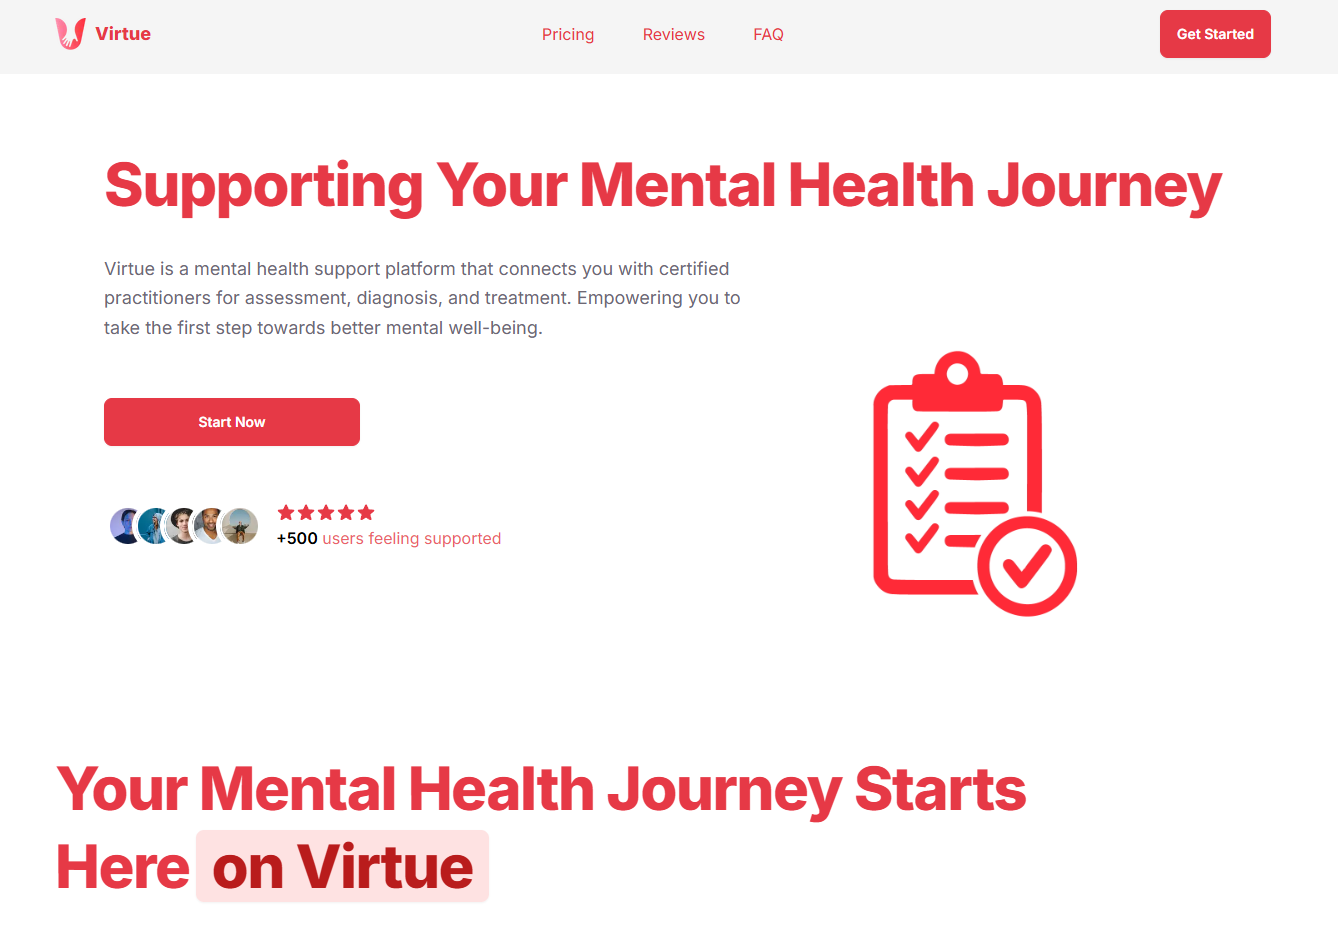 Virtue
Pricing
Reviews
FAQ
Get Started
Supporting Your Mental Health Journey
Virtue is a mental health support platform that connects you with certified
practitioners for assessment, diagnosis, and treatment. Empowering you to
take the first step towards better mental well-being.
Start Now
+500 users feeling supported
Your Mental Health Journey Starts
Here on Virtue